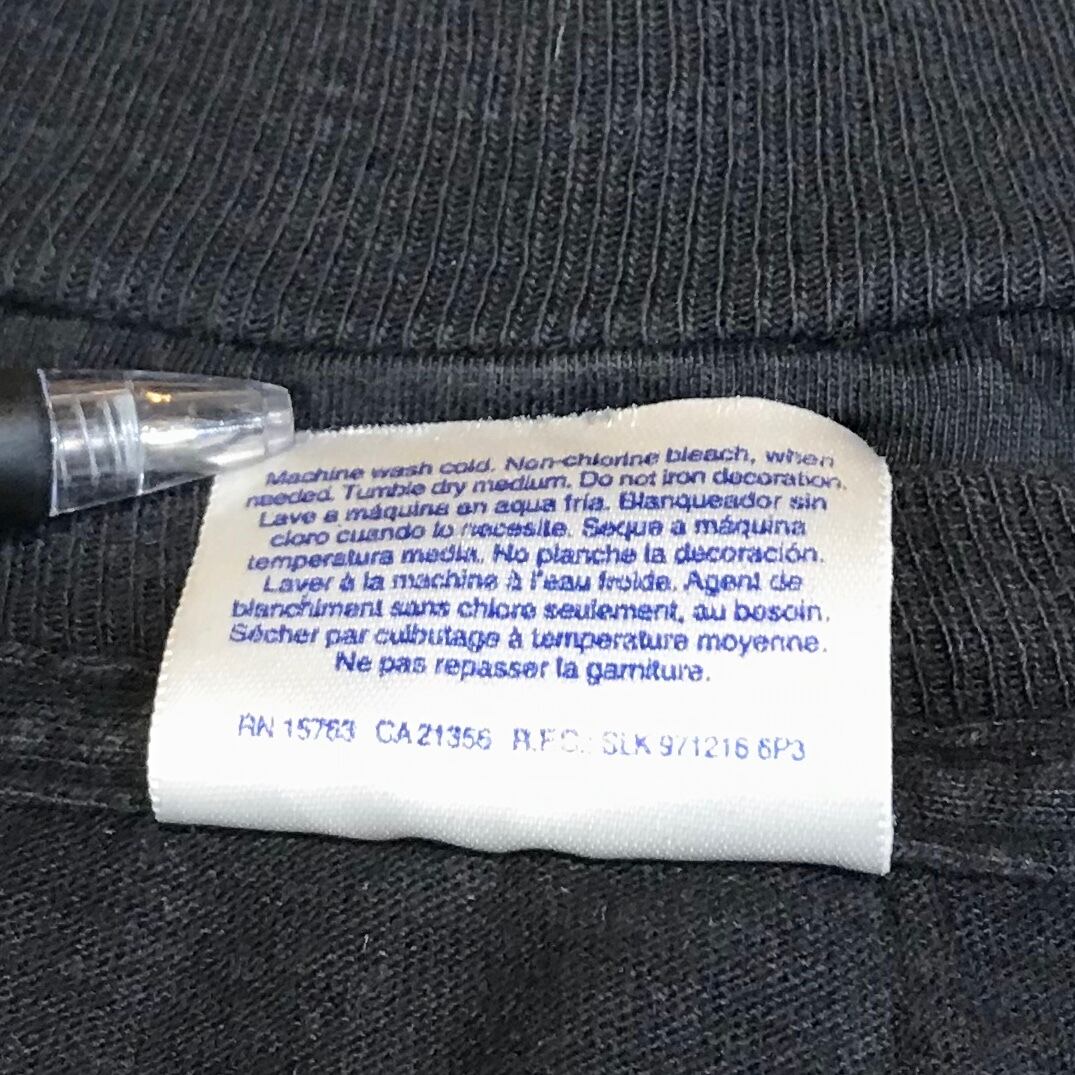 Machine wash cold. Non-chlorine bleach, when
needed. Tumble dry medium. Do not iron decoration.
Lave a máquina en aqua fría. Blanqueador sin
cloro cuando lo necesite. Seque a máquina
temperatura media. No planche la decoración.
Laver à la machine à l'eau froide. Agent de
blanchiment sans chlore seulement, au besoin.
Sécher par culbutage à temperature moyenne.
Ne pas repasser la garniture.
RN 15763 CA 21356 R.F.C.: SLK 971216 6P3